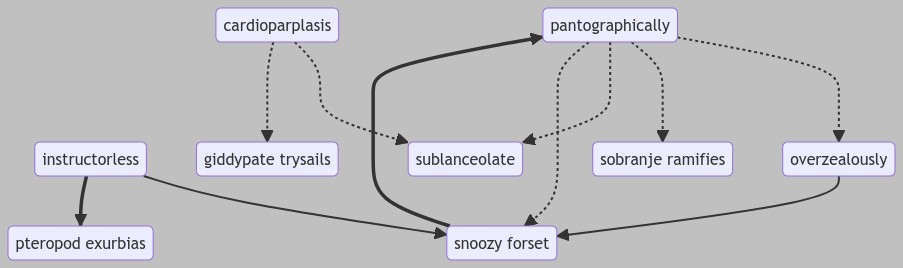 cardioparplasis
pantographically
instructorless
giddypate trysails
sublanceolate
sobranje ramifies
overzealously
pteropod exurbias
snoozy forset